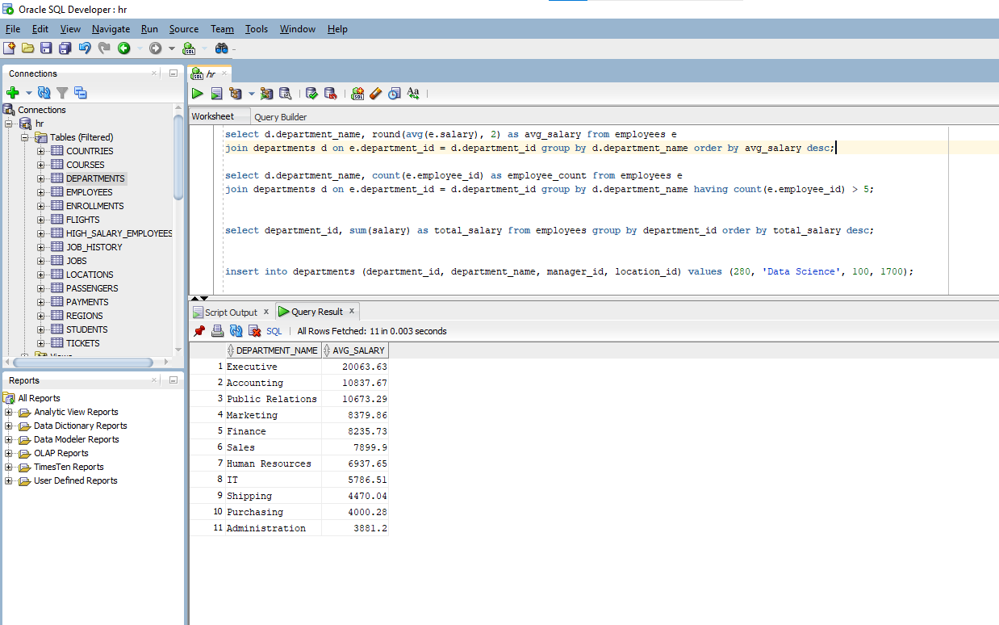 Oracle SQL Developer : hr
File Edit View Navigate Run Source Team Tools Window Help
Connections
Connections
hr
Tables (Filtered)
COUNTRIES
COURSES
DEPARTMENTS
EMPLOYEES
ENROLLMENTS
FLIGHTS
HIGH_SALARY_EMPLOYEES
JOB_HISTORY
JOBS
LOCATIONS
PASSENGERS
PAYMENTS
REGIONS
STUDENTS
TICKETS
Reports
All Reports
Analytic View Reports
Data Dictionary Reports
Data Modeler Reports
OLAP Reports
TimesTen Reports
User Defined Reports
hr
Worksheet Query Builder
select d.department_name, round(avg(e.salary), 2) as avg_salary from employees e
join departments d on e.department_id = d.department_id group by d.department_name order by avg_salary desc;
select d.department_name, count(e.employee_id) as employee_count from employees e
join departments d on e.department_id = d.department_id group by d.department_name having count(e.employee_id) > 5;
select department_id, sum(salary) as total_salary from employees group by department_id order by total_salary desc;
insert into departments (department_id, department_name, manager_id, location_id) values (280, 'Data Science', 100, 1700);
Script Output x Query Result x
SQL | All Rows Fetched: 11 in 0.003 seconds
DEPARTMENT_NAME AVG_SALARY
1 Executive 20063.63
2 Accounting 10837.67
3 Public Relations 10673.29
4 Marketing 8379.86
5 Finance 8235.73
6 Sales 7899.9
7 Human Resources 6937.65
8 IT 5786.51
9 Shipping 4470.04
10 Purchasing 4000.28
11 Administration 3881.2